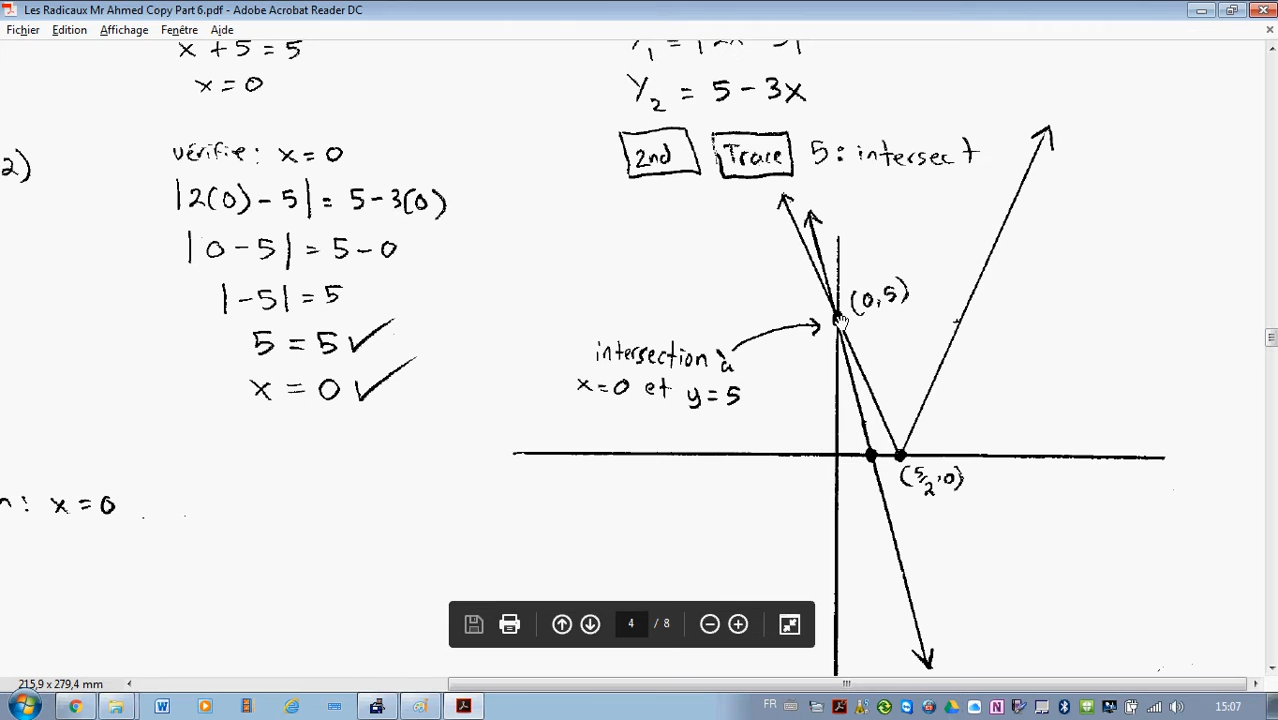 Les Radicaux Mr Ahmed Copy Part 6.pdf - Adobe Acrobat Reader DC
Fichier Edition Affichage Fenêtre Aide
x + 5 = 5
x = 0
2)
vérifie: x = 0
|2(0) - 5| = 5 - 3(0)
|0 - 5| = 5 - 0
|-5| = 5
5 = 5 ✓
x = 0 ✓
n: x = 0
Y2 = 5 - 3x
2nd Trace 5: intersect
(0,5)
intersection à
x=0 et y=5
(5/2,0)
4 / 8
215,9 x 279,4 mm
FR
15:07